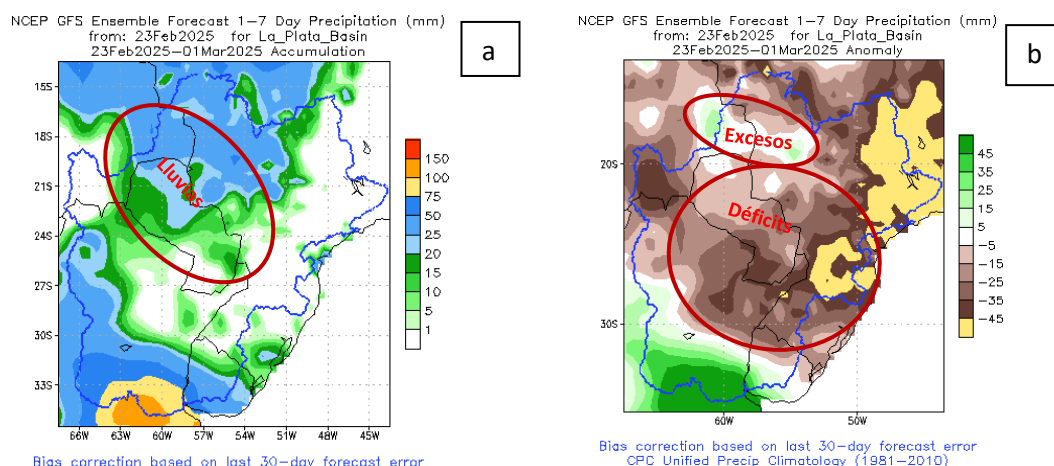 NCEP GFS Ensemble Forecast 1-7 Day Precipitation (mm)
from: 23Feb2025 for La_Plata_Basin
23Feb2025-01Mar2025 Accumulation
a
15S
18S
21S
24S
27S
30S
33S
66W 63W 60W 57W 54W 51W 48W 45W
Lluvias
150
100
75
50
25
20
15
10
5
1
Bias correction based on last 30-day forecast error
NCEP GFS Ensemble Forecast 1-7 Day Precipitation (mm)
from: 23Feb2025 for La_Plata_Basin
23Feb2025-01Mar2025 Anomaly
b
20S
30S
60W 50W
Excesos
Déficits
45
35
25
15
5
-5
-15
-25
-35
-45
Bias correction based on last 30-day forecast error
CPC Unified Precip Climatology (1981-2010)